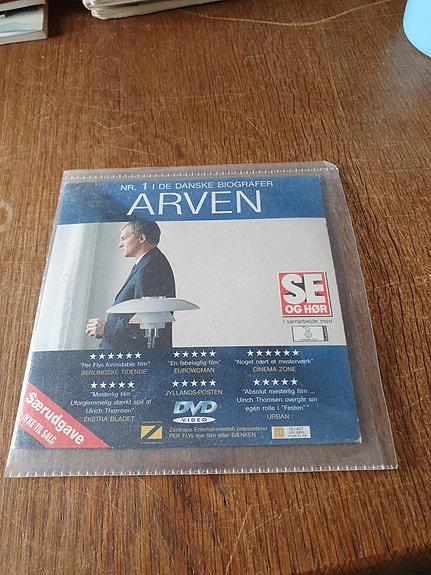 NR. 1 I DE DANSKE BIOGRAFER
ARVEN
SE
OG HØR
I samarbejde med
★★★★★★
"Per Flys formidable film"
BERLINGSKE TIDENDE
★★★★★
"En fabelagtig film"
EUROWOMAN
★★★★★★
"Noget nært et mesterværk"
CINEMA ZONE
★★★★★
"Mesterlig film ...
Uforglemmelig stærkt spil af
Ulrich Thomsen"
EKSTRA BLADET
★★★★★
JYLLANDS-POSTEN
★★★★★
"Absolut mesterlig film
Ulrich Thomsen overgår sin
egen rolle i "Festen""
URBAN
DVD
VIDEO
Særudgave
IKKE TIL SALG
Zentropa Entertainments6 præsenterer
PER FLYs nye film efter BÆNKEN